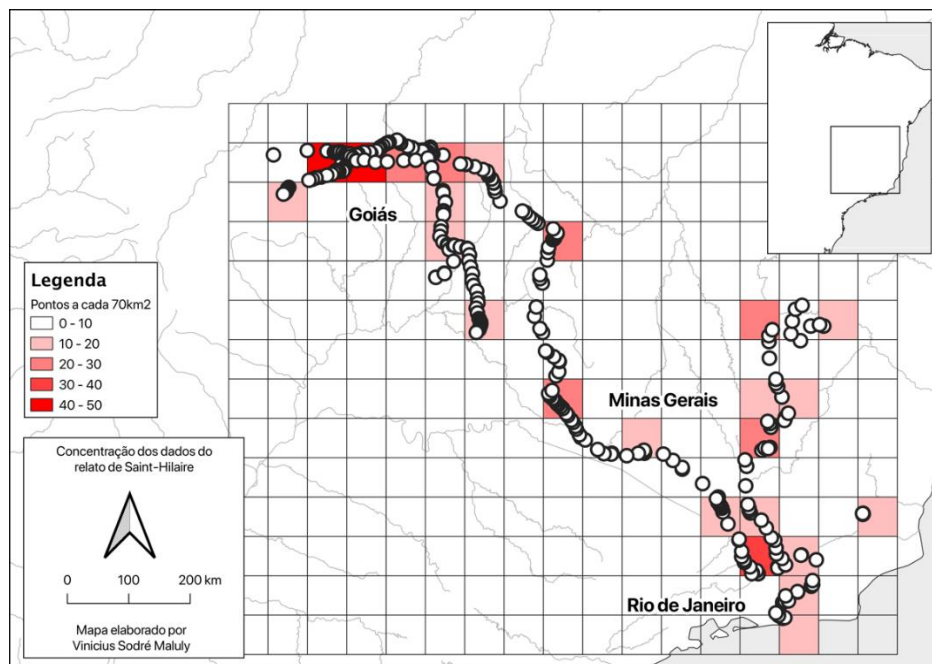 Goiás
Legenda
Pontos a cada 70km2
0 - 10
10 - 20
20 - 30
30 - 40
40 - 50
Minas Gerais
Concentração dos dados do
relato de Saint-Hilaire
0 100 200 km
Mapa elaborado por
Vinicius Sodré Maluly
Rio de Janeiro